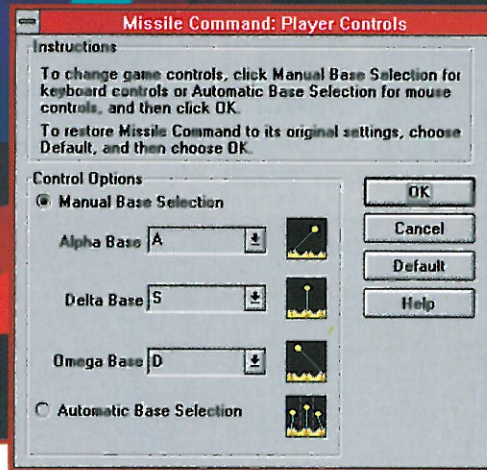 Missile Command: Player Controls
Instructions
To change game controls, click Manual Base Selection for
keyboard controls or Automatic Base Selection for mouse
controls, and then click OK.
To restore Missile Command to its original settings, choose
Default, and then choose OK.
Control Options
Manual Base Selection
Alpha Base A
Delta Base S
Omega Base D
Automatic Base Selection
OK
Cancel
Default
Help